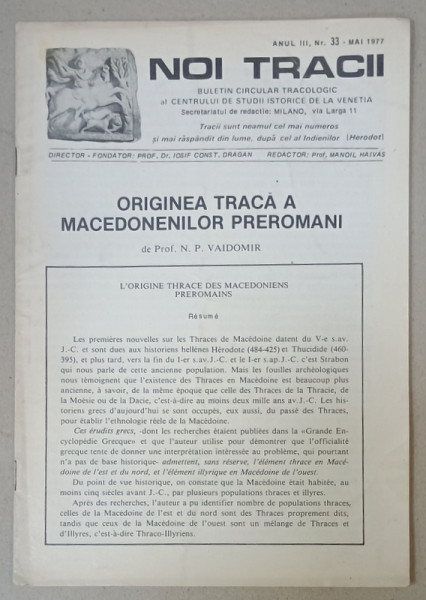 ANUL III, Nr. 33 - MAI 1977
NOI TRACII
BULETIN CIRCULAR TRACOLOGIC
al CENTRULUI DE STUDII ISTORICE DE LA VENETIA
Secretariatul de redactie: MILANO, via Larga 11
Tracii sunt neamul cel mai numeros
și mai răspândit din lume, după cel al Indienilor (Herodot)
DIRECTOR - FONDATOR: PROF. Dr. IOSIF CONST. DRAGAN REDACTOR: Prof. MANOIL HAIVAS
ORIGINEA TRACĂ A
MACEDONENILOR PREROMANI
de Prof. N. P. VAIDOMIR
L'ORIGINE THRACE DES MACEDONIENS
PREROMAINS
Résumé
Les premières nouvelles sur les Thraces de Macédoine datent du V-e s.av.
J.-C. et sont dues aux historiens hellènes Hérodote (484-425) et Thucidide (460-
395), et plus tard, vers la fin du I-er s.av.J.-C. et le I-er s.ap.J.-C. c'est Strabon
qui nous parle de cette ancienne population. Mais les fouilles archéologiques
nous témoignent que l'existence des Thraces en Macédoine est beaucoup plus
ancienne, à savoir, de la même époque que celle des Thraces de la Thracie, de
la Moèsie ou de la Dacie, c'est-à-dire au moins deux mille ans av.J.-C. Les his-
toriens grecs d'aujourd'hui se sont occupés, eux aussi, du passé des Thraces,
pour établir l'ethnologie réele de la Macédoine.
Ces érudits grecs, -dont les recherches étaient publiées dans la «Grande En-
cyclopédie Grecque» et que l'auteur utilise pour démontrer que l'officialité
grecque tente de donner une interprétation intéressée au problème, qui pourtant
n'a pas de base historique- admettent, sans réserve, l'élément thrace en Macé-
doine de l'est et du nord, et l'élément illyrique en Macédoine de l'ouest.
Du point de vue historique, on constate que la Macédoine était habitée, au
moins cinq siècles avant J.-C., par plusieurs populations thraces et illyres.
Après des recherches, l'auteur a pu identifier nombre de populations thraces,
celles de la Macédoine de l'est et du nord sont des Thraces proprement dits,
tandis que ceux de la Macédoine de l'ouest sont un mélange de Thraces et
d'Illyres, c'est-à-dire Thraco-Illyriens.